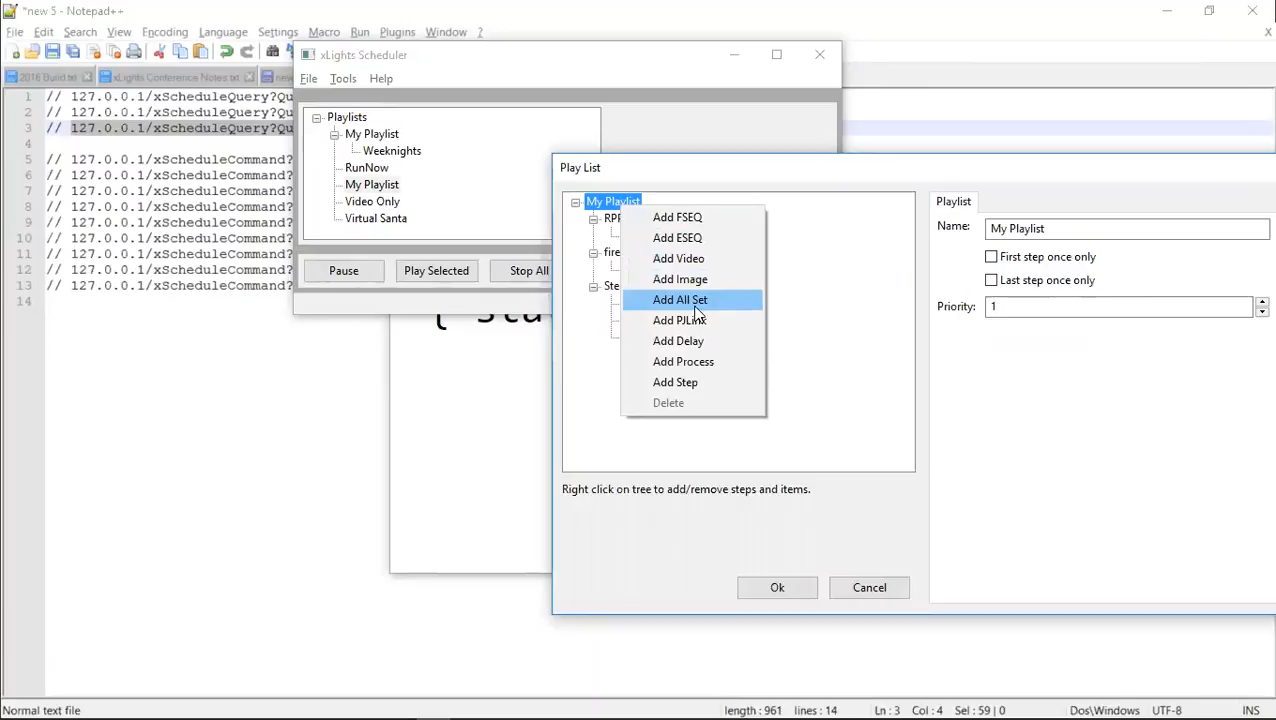 *new 5 - Notepad++
File Edit Search View Encoding Language Settings Macro Run Plugins Window ?
X
2016 Build.txt
xLights Conference Notes.txt
new
1 // 127.0.0.1/xScheduleQuery?Qu
2 // 127.0.0.1/xScheduleQuery?Qu
3 // 127.0.0.1/xScheduleQuery?Qu
4
5 // 127.0.0.1/xScheduleCommand?
6 // 127.0.0.1/xScheduleCommand?
7 // 127.0.0.1/xScheduleCommand?
8 // 127.0.0.1/xScheduleCommand?
9 // 127.0.0.1/xScheduleCommand?
10 // 127.0.0.1/xScheduleCommand?
11 // 127.0.0.1/xScheduleCommand?
12 // 127.0.0.1/xScheduleCommand?
13 // 127.0.0.1/xScheduleCommand?
14
xLights Scheduler
File Tools Help
Playlists
My Playlist
Weeknights
RunNow
My Playlist
Video Only
Virtual Santa
Pause Play Selected Stop All
Play List
My Playlist
fire
Ste
Add FSEQ
Add ESEQ
Add Video
Add Image
Add All Set
Add PJLink
Add Delay
Add Process
Add Step
Delete
Right click on tree to add/remove steps and items.
Ok Cancel
Playlist
Name: My Playlist
First step once only
Last step once only
Priority: 1
Normal text file length : 961 lines : 14 Ln : 3 Col : 4 Sel : 59 | 0 Dos\Windows UTF-8 INS